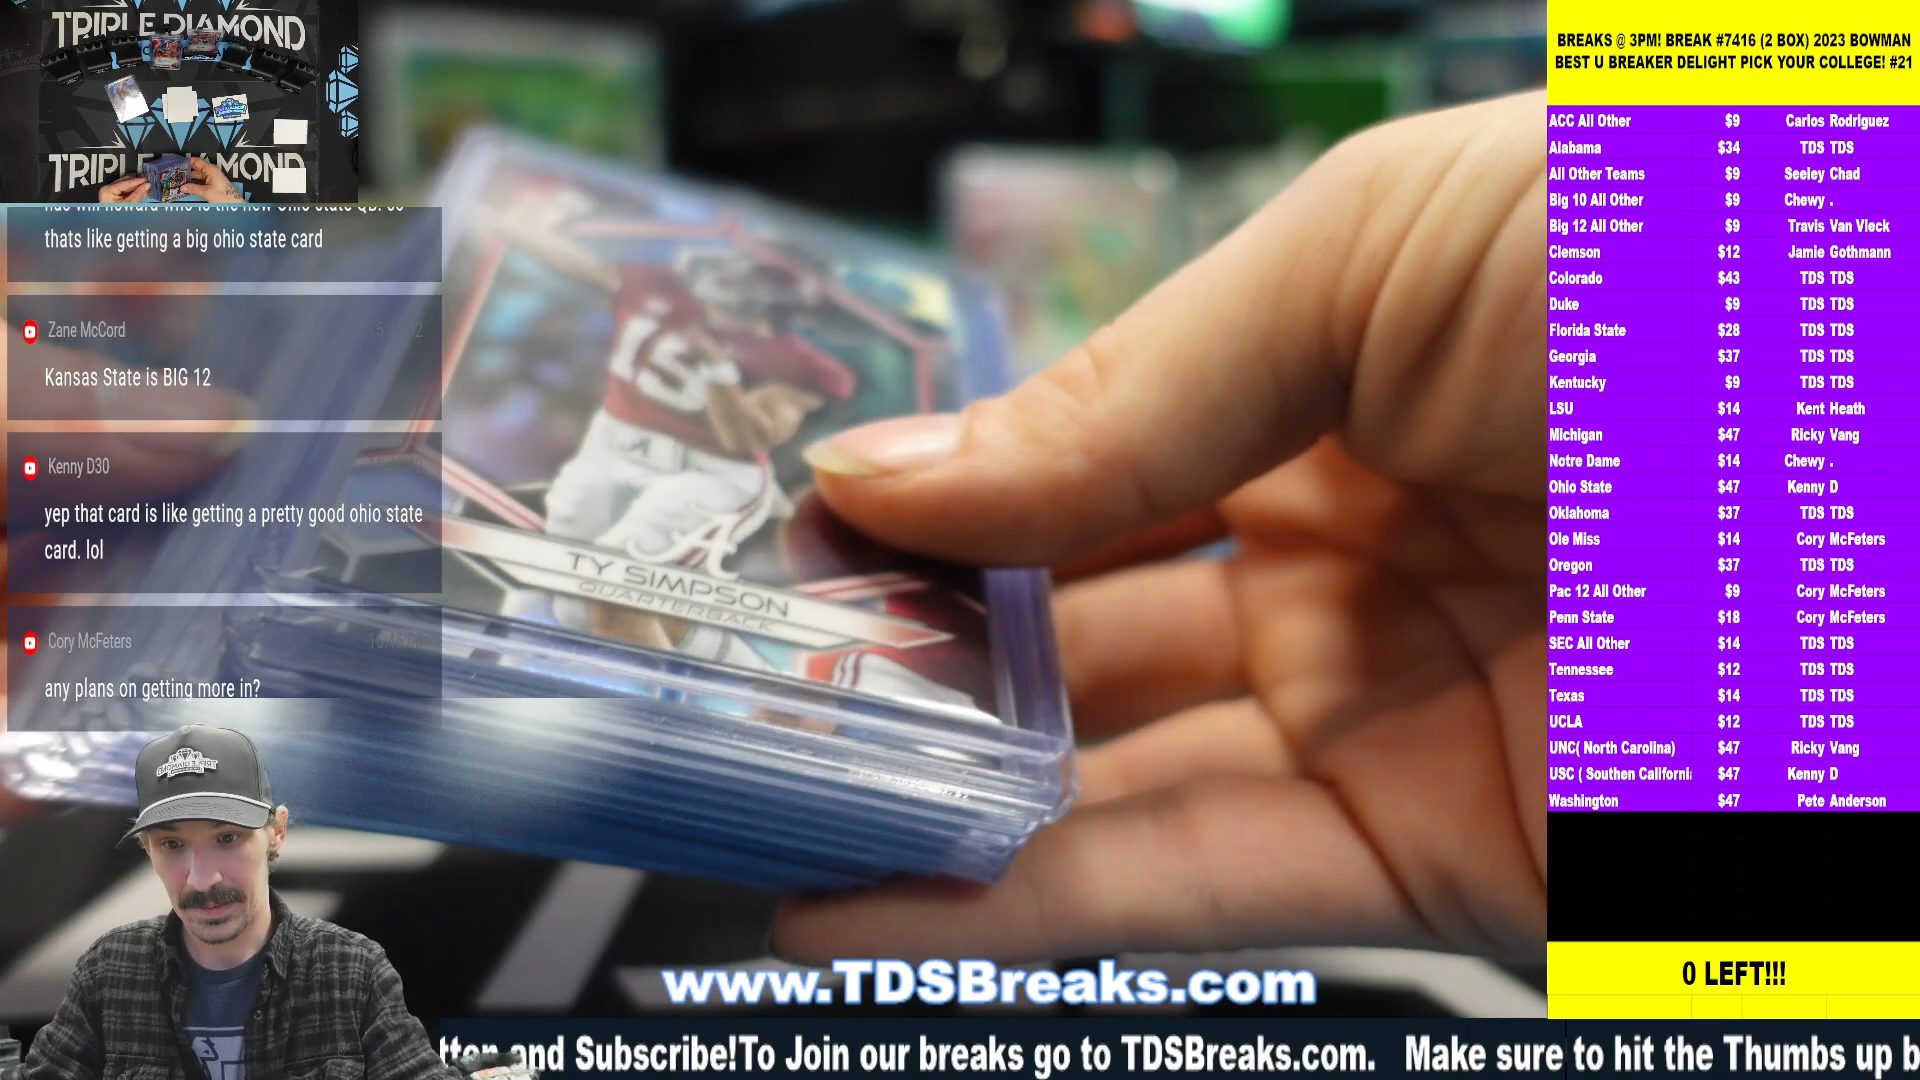 TRIPLE DIAMOND
TRIPLE DIAMOND
thats like getting a big ohio state card
Zane McCord
Kansas State is BIG 12
Kenny D30
yep that card is like getting a pretty good ohio state
card. lol
Cory McFeters
any plans on getting more in?
15
A
A
TY SIMPSON
QUARTERBACK
TRIPLE DIAMOND
www.TDSBreaks.com
and Subscribe!To Join our breaks go to TDSBreaks.com. Make sure to hit the Thumbs up b
BREAKS @ 3PM! BREAK #7416 (2 BOX) 2023 BOWMAN
BEST U BREAKER DELIGHT PICK YOUR COLLEGE! #21
ACC All Other $9 Carlos Rodriguez
Alabama $34 TDS TDS
All Other Teams $9 Seeley Chad
Big 10 All Other $9 Chewy .
Big 12 All Other $9 Travis Van Vleck
Clemson $12 Jamie Gothmann
Colorado $43 TDS TDS
Duke $9 TDS TDS
Florida State $28 TDS TDS
Georgia $37 TDS TDS
Kentucky $9 TDS TDS
LSU $14 Kent Heath
Michigan $47 Ricky Vang
Notre Dame $14 Chewy .
Ohio State $47 Kenny D
Oklahoma $37 TDS TDS
Ole Miss $14 Cory McFeters
Oregon $37 TDS TDS
Pac 12 All Other $9 Cory McFeters
Penn State $18 Cory McFeters
SEC All Other $14 TDS TDS
Tennessee $12 TDS TDS
Texas $14 TDS TDS
UCLA $12 TDS TDS
UNC( North Carolina) $47 Ricky Vang
USC ( Southen California $47 Kenny D
Washington $47 Pete Anderson
0 LEFT!!!